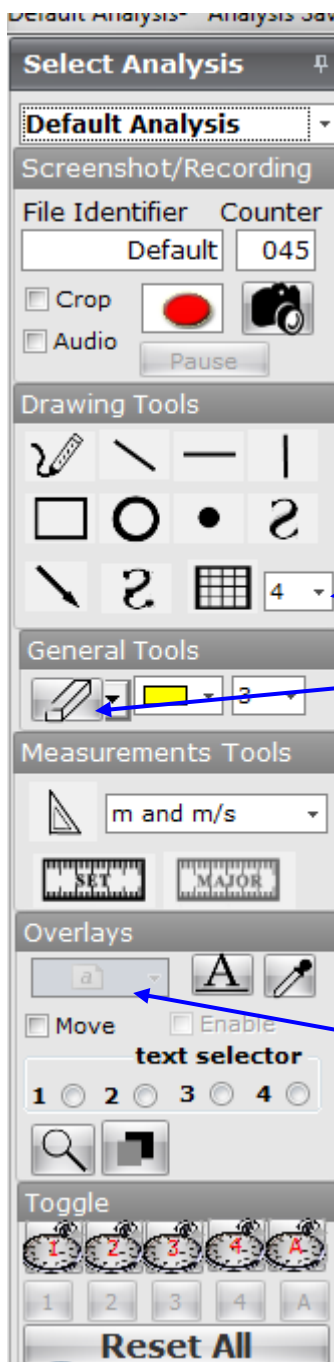 Default Analysis- Analysis Sav
Select Analysis
Default Analysis
Screenshot/Recording
File Identifier Counter
Default 045
Crop
Audio
Pause
Drawing Tools
4
General Tools
3
Measurements Tools
m and m/s
SET MAJOR
Overlays
a A
Move Enable
text selector
1 2 3 4
Toggle
1 2 3 4 A
1 2 3 4 A
Reset All